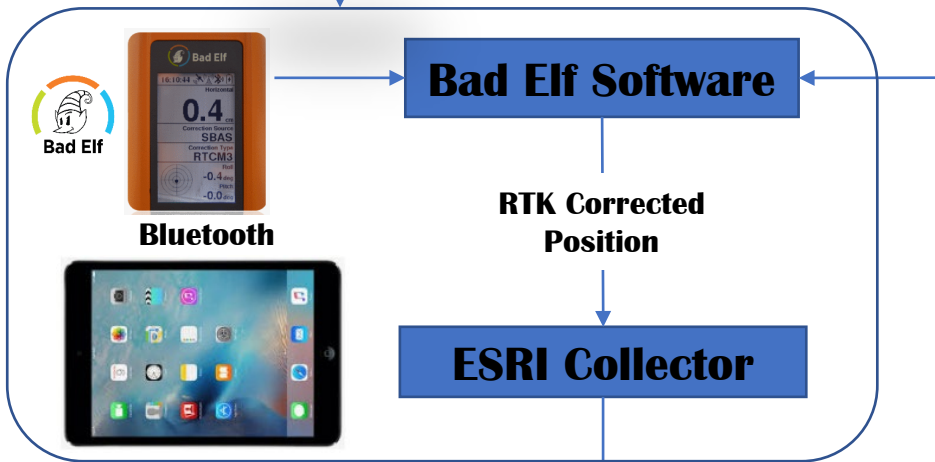 Bad Elf
16:10:44
Horizontal
0.4 cm
Correction Source
SBAS
Correction Type
RTCM3
Roll
-0.4 deg
Pitch
-0.0 deg
Bad Elf
Bluetooth
Bad Elf Software
RTK Corrected
Position
ESRI Collector